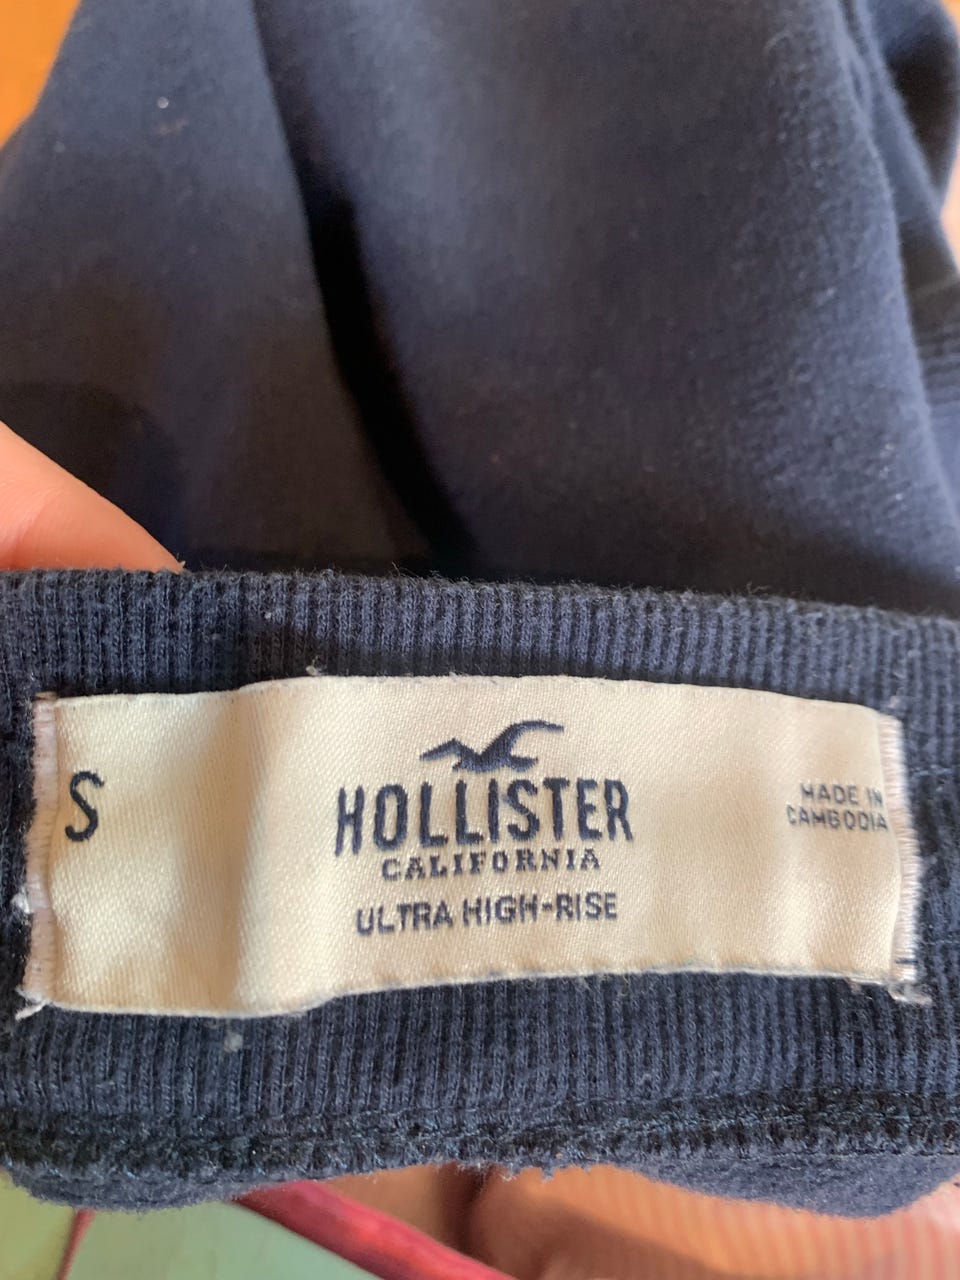 S
HOLLISTER
CALIFORNIA
ULTRA HIGH-RISE
MADE IN
CAMBODIA